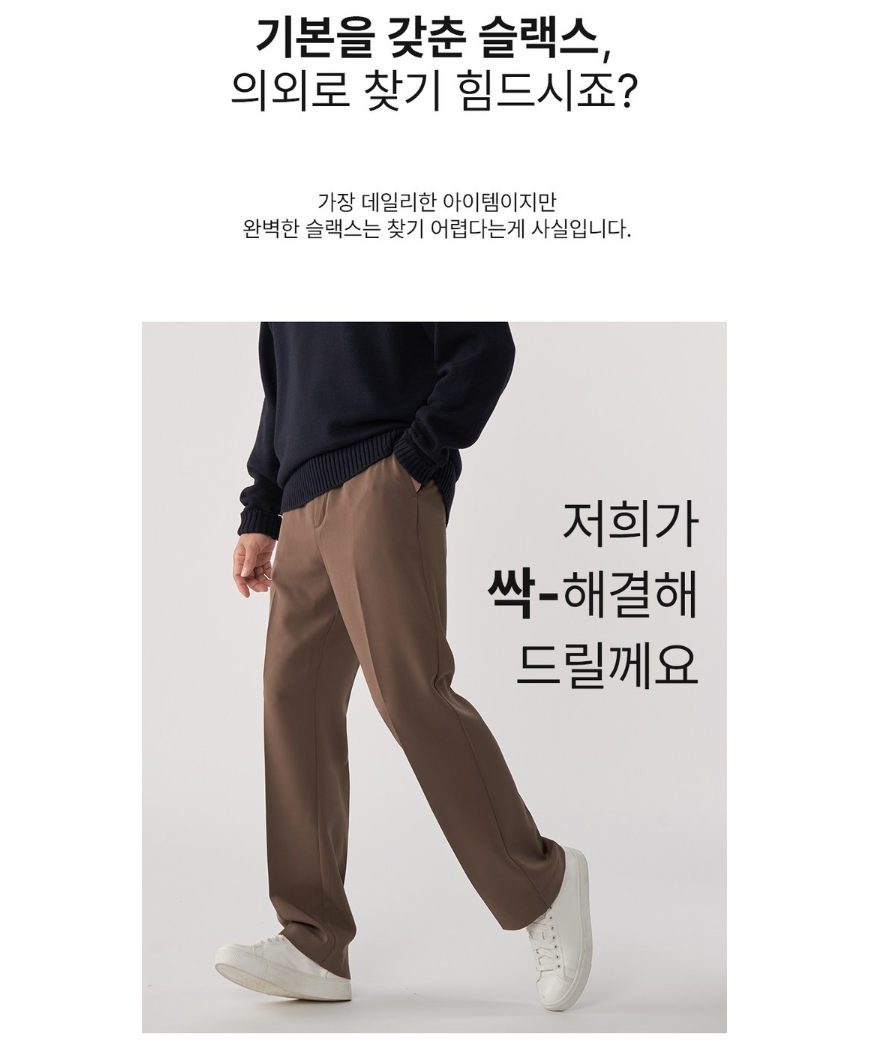 기본을 갖춘 슬랙스,
의외로 찾기 힘드시죠?
가장 데일리한 아이템이지만
완벽한 슬랙스는 찾기 어렵다는게 사실입니다.
저희가
싹-해결해
드릴께요